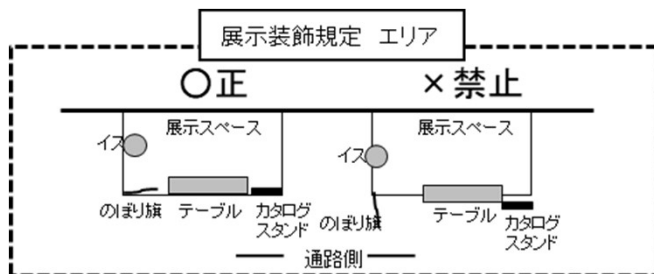 展示装飾規定 エリア
〇正
×禁止
展示スペース
イス
のぼり旗
テーブル
カタログ
スタンド
展示スペース
イス
のぼり旗
テーブル
カタログ
スタンド
通路側